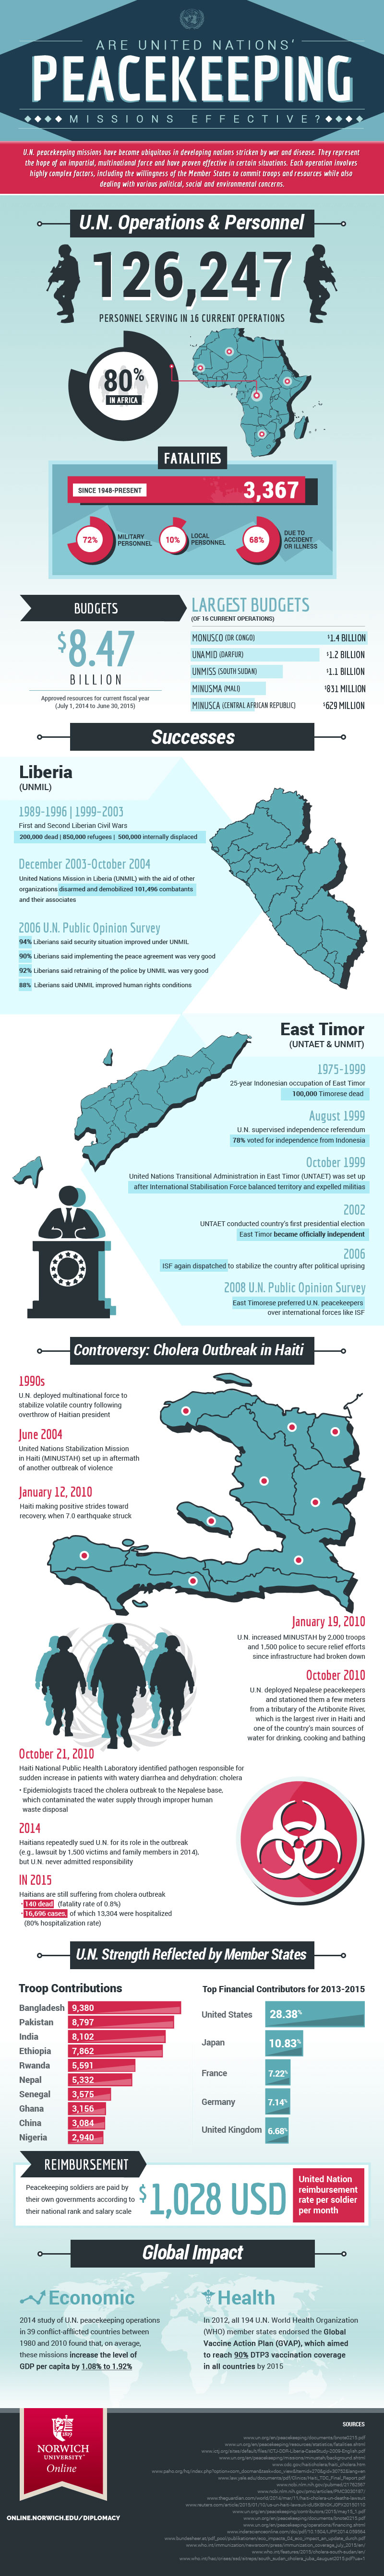 ARE UNITED NATIONS'
PEACEKEEPING
MISSIONS EFFECTIVE?
U.N. peacekeeping missions have become ubiquitous in developing nations stricken by war and disease. They represent
the hope of an impartial, multinational force and have proven effective in certain situations. Each operation involves
highly complex factors, including the willingness of the Member States to commit troops and resources while also
dealing with various political, social and environmental concerns.
U.N. Operations & Personnel
126,247
PERSONNEL SERVING IN 16 CURRENT OPERATIONS
80%
IN AFRICA
FATALITIES
SINCE 1948-PRESENT
3,367
72%
MILITARY
PERSONNEL
10%
LOCAL
PERSONNEL
68%
DUE TO
ACCIDENT
OR ILLNESS
BUDGETS
$8.47
BILLION
Approved resources for current fiscal year
(July 1, 2014 to June 30, 2015)
LARGEST BUDGETS
(OF 16 CURRENT OPERATIONS)
MONUSCO (DR CONGO) $1.4 BILLION
UNAMID (DARFUR) $1.2 BILLION
UNMISS (SOUTH SUDAN) $1.1 BILLION
MINUSMA (MALI) $831 MILLION
MINUSCA (CENTRAL AFRICAN REPUBLIC) $629 MILLION
Successes
Liberia
(UNMIL)
1989-1996 | 1999-2003
First and Second Liberian Civil Wars
200,000 dead | 850,000 refugees | 500,000 internally displaced
December 2003-October 2004
United Nations Mission in Liberia (UNMIL) with the aid of other
organizations disarmed and demobilized 101,496 combatants
and their associates
2006 U.N. Public Opinion Survey
94% Liberians said security situation improved under UNMIL
90% Liberians said implementing the peace agreement was very good
92% Liberians said retraining of the police by UNMIL was very good
88% Liberians said UNMIL improved human rights conditions
East Timor
(UNTAET & UNMIT)
1975-1999
25-year Indonesian occupation of East Timor
100,000 Timorese dead
August 1999
U.N. supervised independence referendum
78% voted for independence from Indonesia
October 1999
United Nations Transitional Administration in East Timor (UNTAET) was set up
after International Stabilisation Force balanced territory and expelled militias
2002
UNTAET conducted country's first presidential election
East Timor became officially independent
2006
ISF again dispatched to stabilize the country after political uprising
2008 U.N. Public Opinion Survey
East Timorese preferred U.N. peacekeepers
over international forces like ISF
Controversy: Cholera Outbreak in Haiti
1990s
U.N. deployed multinational force to
stabilize volatile country following
overthrow of Haitian president
June 2004
United Nations Stabilization Mission
in Haiti (MINUSTAH) set up in aftermath
of another outbreak of violence
January 12, 2010
Haiti making positive strides toward
recovery, when 7.0 earthquake struck
January 19, 2010
U.N. increased MINUSTAH by 2,000 troops
and 1,500 police to secure relief efforts
since infrastructure had broken down
October 2010
U.N. deployed Nepalese peacekeepers
and stationed them a few meters
from a tributary of the Artibonite River,
which is the largest river in Haiti and
one of the country's main sources of
water for drinking, cooking and bathing
October 21, 2010
Haiti National Public Health Laboratory identified pathogen responsible for
sudden increase in patients with watery diarrhea and dehydration: cholera
• Epidemiologists traced the cholera outbreak to the Nepalese base,
which contaminated the water supply through improper human
waste disposal
2014
Haitians repeatedly sued U.N. for its role in the outbreak
(e.g., lawsuit by 1,500 victims and family members in 2014),
but U.N. never admitted responsibility
IN 2015
Haitians are still suffering from cholera outbreak
• 140 dead (fatality rate of 0.8%)
• 16,696 cases, of which 13,304 were hospitalized
(80% hospitalization rate)
U.N. Strength Reflected by Member States
Troop Contributions
Bangladesh 9,380
Pakistan 8,797
India 8,102
Ethiopia 7,862
Rwanda 5,591
Nepal 5,332
Senegal 3,575
Ghana 3,156
China 3,084
Nigeria 2,940
Top Financial Contributors for 2013-2015
United States 28.38%
Japan 10.83%
France 7.22%
Germany 7.14%
United Kingdom 6.68%
REIMBURSEMENT
Peacekeeping soldiers are paid by
their own governments according to
their national rank and salary scale
$1,028 USD
United Nation
reimbursement
rate per soldier
per month
Global Impact
Economic
2014 study of U.N. peacekeeping operations
in 39 conflict-afflicted countries between
1980 and 2010 found that, on average,
these missions increase the level of
GDP per capita by 1.08% to 1.92%
Health
In 2012, all 194 U.N. World Health Organization
(WHO) member states endorsed the Global
Vaccine Action Plan (GVAP), which aimed
to reach 90% DTP3 vaccination coverage
in all countries by 2015
NORWICH
UNIVERSITY
Online
ONLINE.NORWICH.EDU/DIPLOMACY
SOURCES